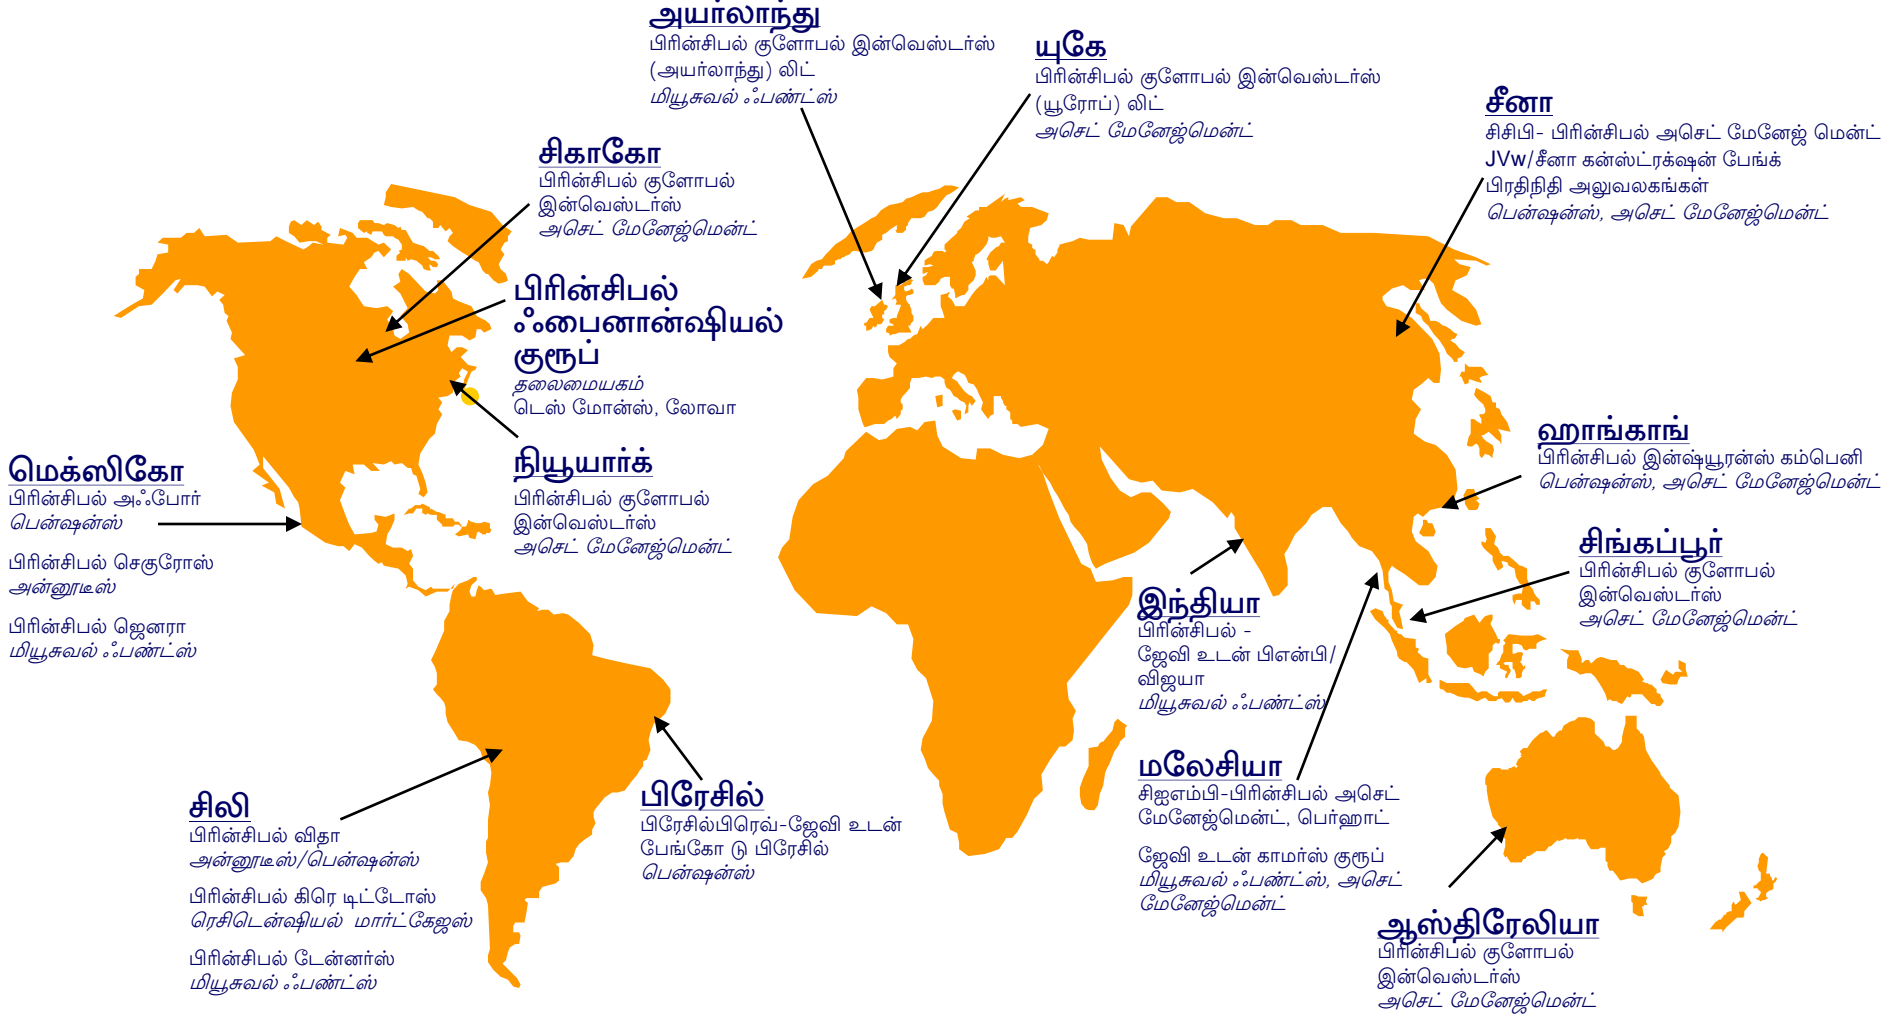 அயர்லாந்து
பிரின்சிபல் குளோபல் இன்வெஸ்டர்ஸ்
(அயர்லாந்து) லிட்
மியூசுவல் ஃபண்ட்ஸ்
யுகே
பிரின்சிபல் குளோபல் இன்வெஸ்டர்ஸ்
(யூரோப்) லிட்
அசெட் மேனேஜ்மென்ட்
சீனா
சிசிபி- பிரின்சிபல் அசெட் மேனேஜ் மென்ட்
JVw/சீனா கன்ஸ்ட்ரக்ஷன் பேங்க்
பிரதிநிதி அலுவலகங்கள்
பென்ஷன்ஸ், அசெட் மேனேஜ்மென்ட்
சிகாகோ
பிரின்சிபல் குளோபல்
இன்வெஸ்டர்ஸ்
அசெட் மேனேஜ்மென்ட்
பிரின்சிபல்
ஃபைனான்ஷியல்
குரூப்
தலைமையகம்
டெஸ் மோன்ஸ், லோவா
நியூயார்க்
பிரின்சிபல் குளோபல்
இன்வெஸ்டர்ஸ்
அசெட் மேனேஜ்மென்ட்
மெக்ஸிகோ
பிரின்சிபல் அஃபோர்
பென்ஷன்ஸ்
பிரின்சிபல் செகுரோஸ்
அன்னூடீஸ்
பிரின்சிபல் ஜெனரா
மியூசுவல் ஃபண்ட்ஸ்
ஹாங்காங்
பிரின்சிபல் இன்ஷ்யூரன்ஸ் கம்பெனி
பென்ஷன்ஸ், அசெட் மேனேஜ்மென்ட்
சிங்கப்பூர்
பிரின்சிபல் குளோபல்
இன்வெஸ்டர்ஸ்
அசெட் மேனேஜ்மென்ட்
இந்தியா
பிரின்சிபல் -
ஜேவி உடன் பிஎன்பி/
விஜயா
மியூசுவல் ஃபண்ட்ஸ்
மலேசியா
சிஐஎம்பி-பிரின்சிபல் அசெட்
மேனேஜ்மென்ட், பெர்ஹாட்
ஜேவி உடன் காமர்ஸ் குரூப்
மியூசுவல் ஃபண்ட்ஸ், அசெட்
மேனேஜ்மென்ட்
சிலி
பிரின்சிபல் விதா
அன்னூடீஸ்/பென்ஷன்ஸ்
பிரின்சிபல் கிரெ டிட்டோஸ்
ரெசிடென்ஷியல் மார்ட்கேஜஸ்
பிரின்சிபல் டேன்னர்ஸ்
மியூசுவல் ஃபண்ட்ஸ்
பிரேசில்
பிரேசில்பிரெவ்-ஜேவி உடன்
பேங்கோ டு பிரேசில்
பென்ஷன்ஸ்
ஆஸ்திரேலியா
பிரின்சிபல் குளோபல்
இன்வெஸ்டர்ஸ்
அசெட் மேனேஜ்மென்ட்